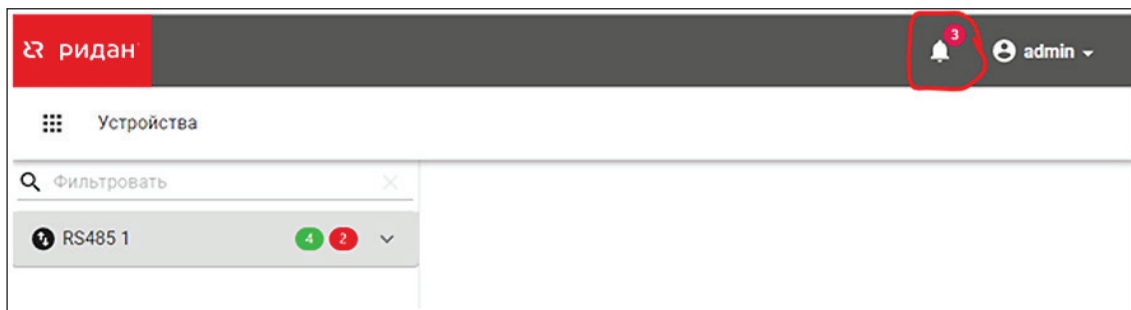 ридан
3
admin
Устройства
Фильтровать
RS485 1 4 2